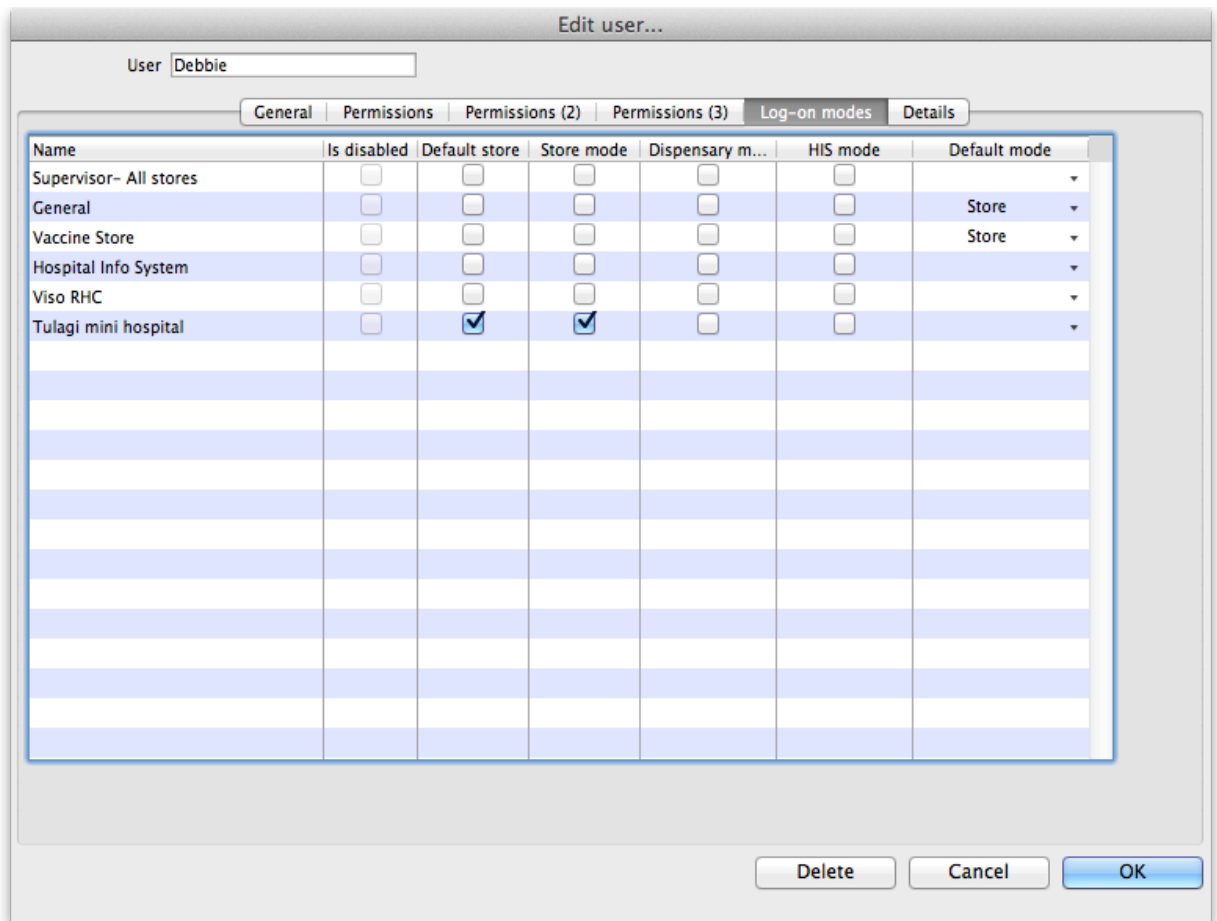 Edit user...
User Debbie
General Permissions Permissions (2) Permissions (3) Log-on modes Details
Name Is disabled Default store Store mode Dispensary m... HIS mode Default mode
Supervisor- All stores
General Store
Vaccine Store Store
Hospital Info System
Viso RHC
Tulagi mini hospital
Delete Cancel OK